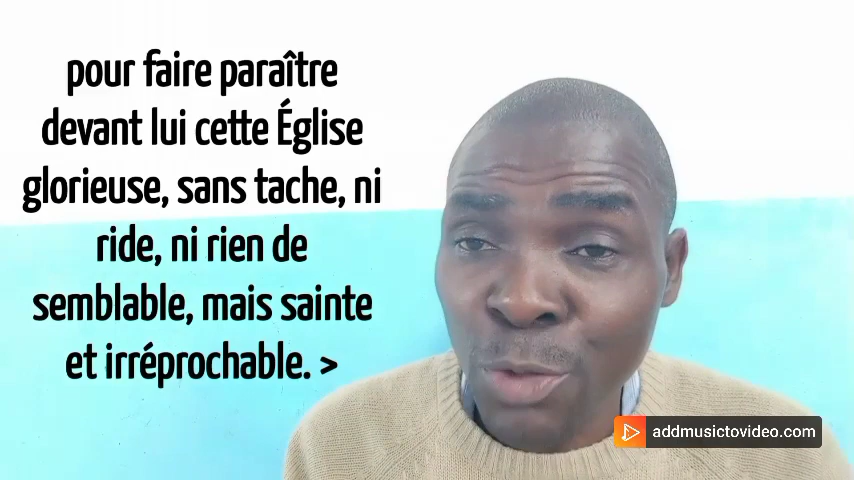 pour faire paraître
devant lui cette Église
glorieuse, sans tache, ni
ride, ni rien de
semblable, mais sainte
et irréprochable. >
addmusictovideo.com